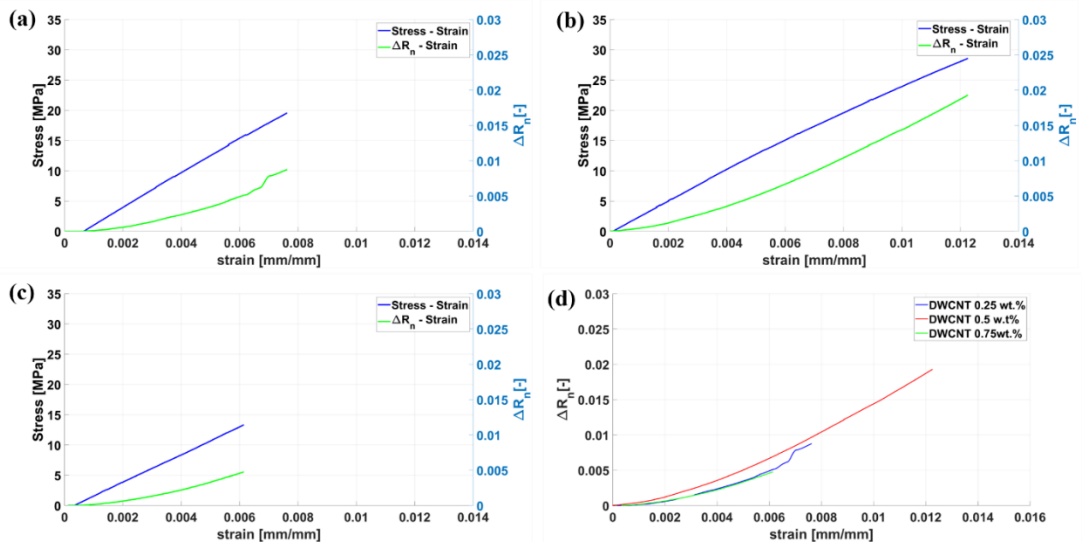 (a)
Stress - Strain
ΔRn - Strain
35
30
25
20
15
10
5
0
Stress [MPa]
0.03
0.025
0.02
0.015
0.01
0.005
0
ΔRn[-]
0 0.002 0.004 0.006 0.008 0.01 0.012 0.014
strain [mm/mm]
(b)
Stress - Strain
ΔRn - Strain
35
30
25
20
15
10
5
0
Stress [MPa]
0.03
0.025
0.02
0.015
0.01
0.005
0
ΔRn[-]
0 0.002 0.004 0.006 0.008 0.01 0.012 0.014
strain [mm/mm]
(c)
Stress - Strain
ΔRn - Strain
35
30
25
20
15
10
5
0
Stress [MPa]
0.03
0.025
0.02
0.015
0.01
0.005
0
ΔRn[-]
0 0.002 0.004 0.006 0.008 0.01 0.012 0.014
strain [mm/mm]
(d)
DWCNT 0.25 wt.%
DWCNT 0.5 w.t%
DWCNT 0.75wt.%
0.03
0.025
0.02
0.015
0.01
0.005
0
ΔRn[-]
0 0.002 0.004 0.006 0.008 0.01 0.012 0.014 0.016
strain [mm/mm]